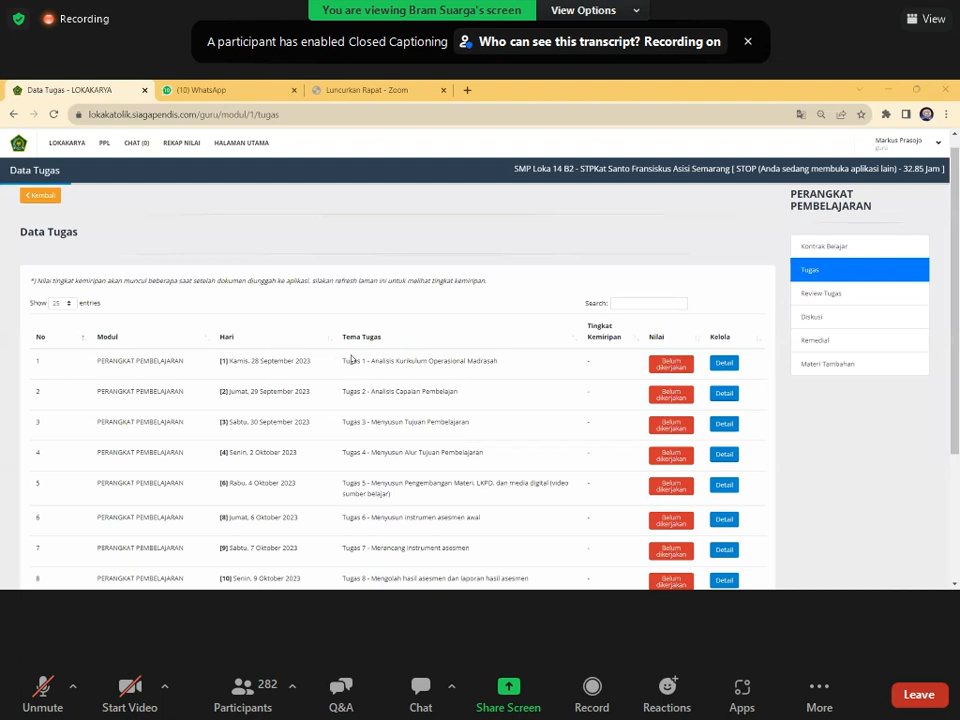 Recording
You are viewing Bram Suarga's screen
View Options
View
A participant has enabled Closed Captioning
Who can see this transcript? Recording on
Data Tugas - LOKAKARYA
(10) WhatsApp
Luncurkan Rapat - Zoom
lokakatolik.siagapendis.com/guru/modul/1/tugas
LOKAKARYA PPL CHAT (0) REKAP NILAI HALAMAN UTAMA
Markus Prasojo
guru
Data Tugas
SMP Loka 14 B2 - STPKat Santo Fransiskus Asisi Semarang [ STOP (Anda sedang membuka aplikasi lain) - 32.85 Jam ]
Kembali
Data Tugas
*) Nilai tingkat kemiripan akan muncul beberapa saat setelah dokumen diunggah ke aplikasi. silakan refresh laman ini untuk melihat tingkat kemiripan.
Show 25 entries
Search:
No Modul Hari Tema Tugas Tingkat Kemiripan Nilai Kelola
1 PERANGKAT PEMBELAJARAN [1] Kamis, 28 September 2023 Tugas 1 - Analisis Kurikulum Operasional Madrasah - Belum dikerjakan Detail
2 PERANGKAT PEMBELAJARAN [2] Jumat, 29 September 2023 Tugas 2 - Analisis Capaian Pembelajan - Belum dikerjakan Detail
3 PERANGKAT PEMBELAJARAN [3] Sabtu, 30 September 2023 Tugas 3 - Menyusun Tujuan Pembelajaran - Belum dikerjakan Detail
4 PERANGKAT PEMBELAJARAN [4] Senin, 2 Oktober 2023 Tugas 4 - Menyusun Alur Tujuan Pembelajaran - Belum dikerjakan Detail
5 PERANGKAT PEMBELAJARAN [6] Rabu, 4 Oktober 2023 Tugas 5 - Menyusun Pengembangan Materi, LKPD, dan media digital (video sumber belajar) - Belum dikerjakan Detail
6 PERANGKAT PEMBELAJARAN [8] Jumat, 6 Oktober 2023 Tugas 6 - Menyusun instrumen asesmen awal - Belum dikerjakan Detail
7 PERANGKAT PEMBELAJARAN [9] Sabtu, 7 Oktober 2023 Tugas 7 - Merancang instrument asesmen - Belum dikerjakan Detail
8 PERANGKAT PEMBELAJARAN [10] Senin, 9 Oktober 2023 Tugas 8 - Mengolah hasil asesmen dan laporan hasil asesmen - Belum dikerjakan Detail
PERANGKAT
PEMBELAJARAN
Kontrak Belajar
Tugas
Review Tugas
Diskusi
Remedial
Materi Tambahan
Unmute
Start Video
Participants 282
Q&A
Chat
Share Screen
Record
Reactions
Apps
More
Leave